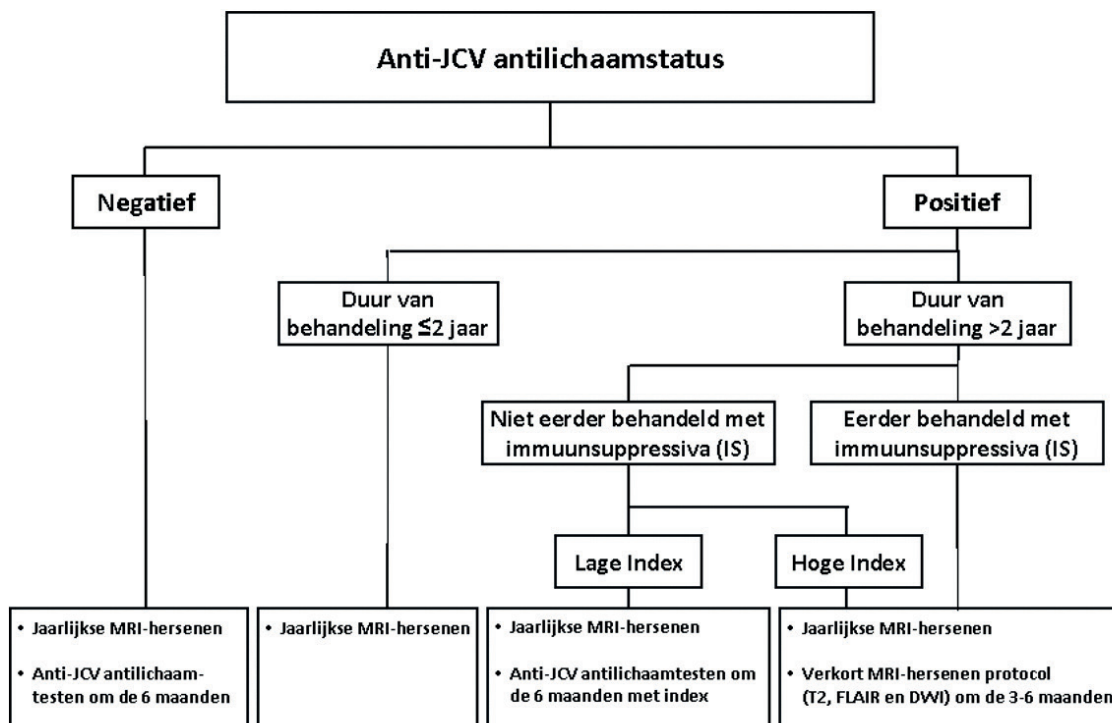 Anti-JCV antilichaamstatus
Negatief
Positief
Duur van
behandeling ≤2 jaar
Duur van
behandeling >2 jaar
Niet eerder behandeld met
immuunsuppressiva (IS)
Eerder behandeld met
immuunsuppressiva (IS)
Lage Index
Hoge Index
• Jaarlijkse MRI-hersenen
• Anti-JCV antilichaam-
testen om de 6 maanden
• Jaarlijkse MRI-hersenen
• Jaarlijkse MRI-hersenen
• Anti-JCV antilichaamtesten om
de 6 maanden met index
• Jaarlijkse MRI-hersenen
• Verkort MRI-hersenen protocol
(T2, FLAIR en DWI) om de 3-6 maanden